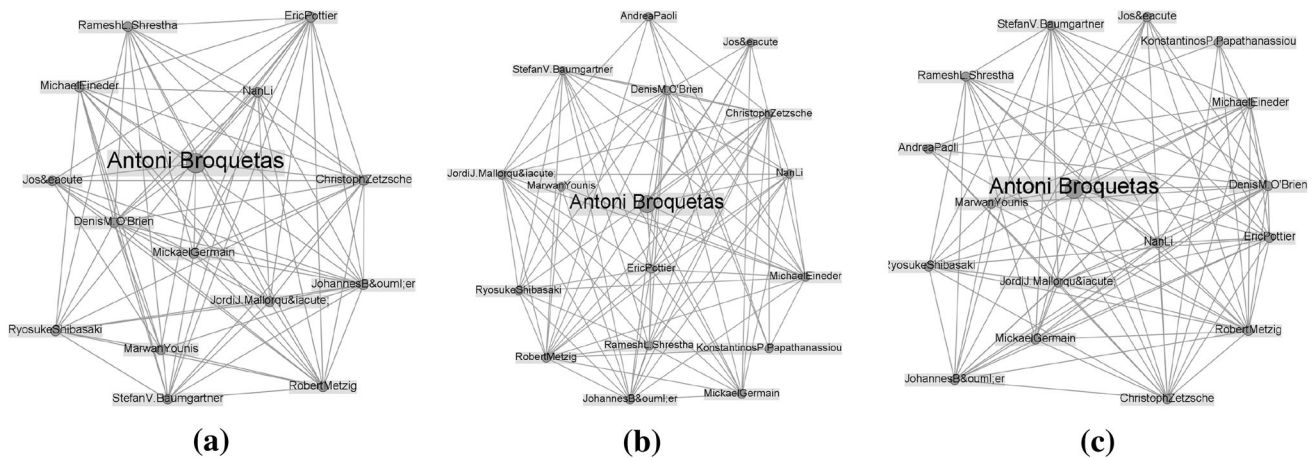 RameshL.Shrestha
EricPottier
MichaelEineder
NanLi
Antoni Broquetas
Jos&eacute
ChristophZetzsche
DenisM.O'Brien
MickaelGermain
JohannesB&ouml;er
JordiJ.Mallorqu&iacute;
RyosukeShibasaki
MarwanYounis
RobertMetzig
StefanV.Baumgartner
(a)
AndreaPaoli
Jos&eacute
StefanV.Baumgartner
DenisM.O'Brien
ChristophZetzsche
JordiJ.Mallorqu&iacute;
NanLi
MarwanYounis
Antoni Broquetas
EricPottier
MichaelEineder
RyosukeShibasaki
RameshL.Shrestha
KonstantinosP.Papathanassiou
RobertMetzig
MickaelGermain
JohannesB&ouml;er
(b)
Jos&eacute
StefanV.Baumgartner
KonstantinosP.Papathanassiou
RameshL.Shrestha
MichaelEineder
AndreaPaoli
Antoni Broquetas
DenisM.O'Brien
MarwanYounis
EricPottier
NanLi
RyosukeShibasaki
JordiJ.Mallorqu&iacute;
RobertMetzig
MickaelGermain
JohannesB&ouml;er
ChristophZetzsche
(c)